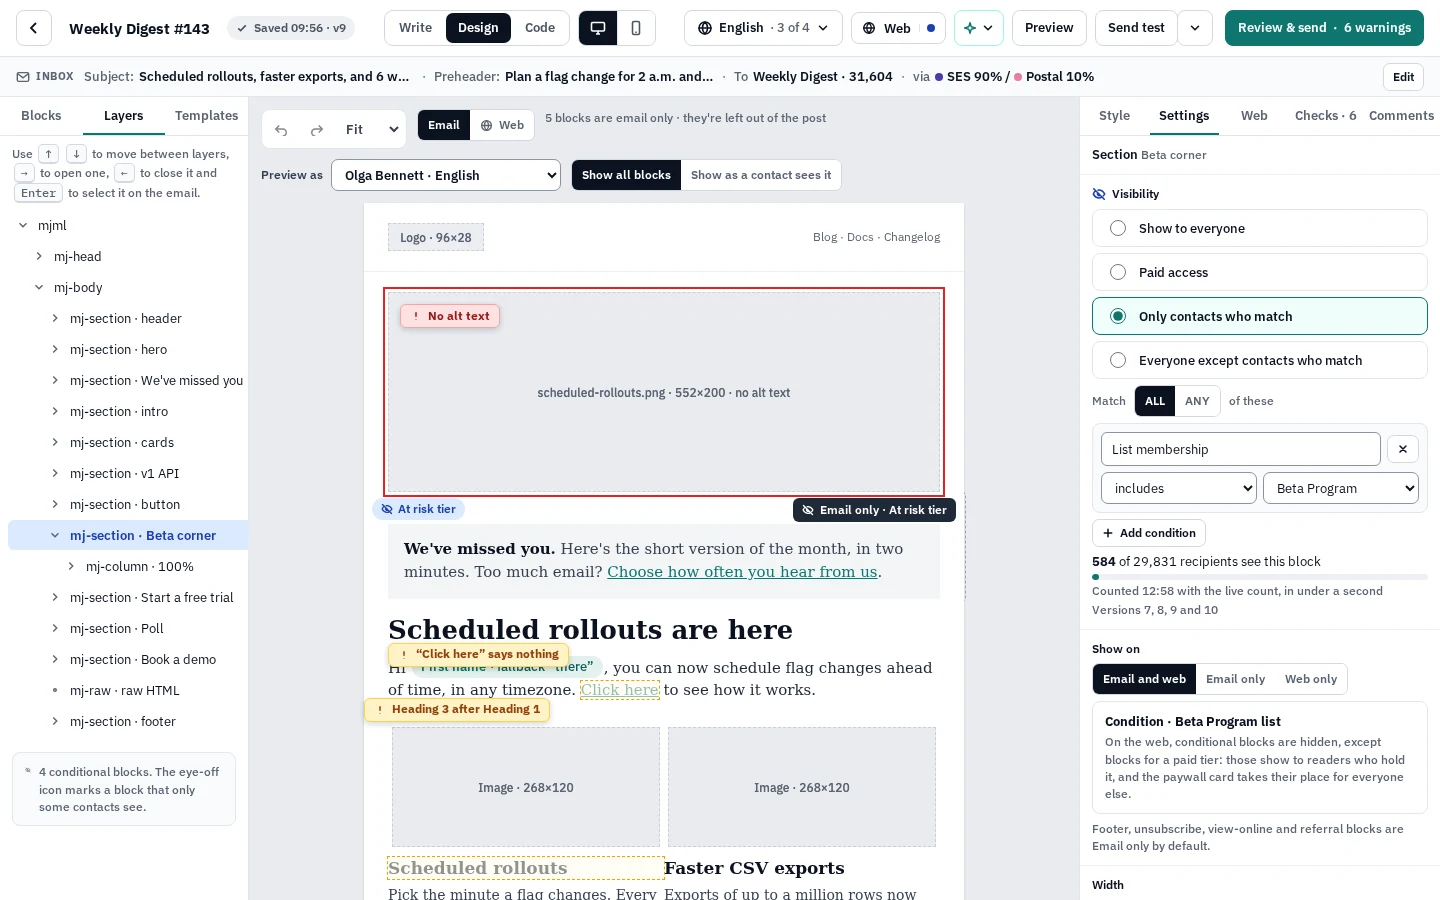 Weekly Digest #143
Saved 09:56 · v9
Write
Design
Code
English · 3 of 4
Web
Preview
Send test
Review & send · 6 warnings
INBOX
Subject: Scheduled rollouts, faster exports, and 6 w... · Preheader: Plan a flag change for 2 a.m. and... · To Weekly Digest · 31,604 · via SES 90% / Postal 10%
Edit
Blocks
Layers
Templates
Use ↑ ↓ to move between layers,
→ to open one, ← to close it and
Enter to select it on the email.
mjml
mj-head
mj-body
mj-section · header
mj-section · hero
mj-section · We've missed you
mj-section · intro
mj-section · cards
mj-section · v1 API
mj-section · button
mj-section · Beta corner
mj-column · 100%
mj-section · Start a free trial
mj-section · Poll
mj-section · Book a demo
mj-raw · raw HTML
mj-section · footer
4 conditional blocks. The eye-off
icon marks a block that only
some contacts see.
Fit
Email
Web
5 blocks are email only · they're left out of the post
Preview as
Olga Bennett · English
Show all blocks
Show as a contact sees it
Logo · 96×28
Blog · Docs · Changelog
! No alt text
scheduled-rollouts.png · 552×200 · no alt text
At risk tier
Email only · At risk tier
We've missed you. Here's the short version of the month, in two
minutes. Too much email? Choose how often you hear from us.
Scheduled rollouts are here
! “Click here” says nothing
Hi First name · fallback “there”, you can now schedule flag changes ahead
of time, in any timezone. Click here to see how it works.
! Heading 3 after Heading 1
Image · 268×120
Image · 268×120
Scheduled rollouts
Faster CSV exports
Pick the minute a flag changes. Every
Exports of up to a million rows now
Style
Settings
Web
Checks · 6
Comments
Section Beta corner
Visibility
Show to everyone
Paid access
Only contacts who match
Everyone except contacts who match
Match
ALL
ANY
of these
List membership
includes
Beta Program
Add condition
584 of 29,831 recipients see this block
Counted 12:58 with the live count, in under a second
Versions 7, 8, 9 and 10
Show on
Email and web
Email only
Web only
Condition · Beta Program list
On the web, conditional blocks are hidden, except
blocks for a paid tier: those show to readers who hold
it, and the paywall card takes their place for everyone
else.
Footer, unsubscribe, view-online and referral blocks are
Email only by default.
Width